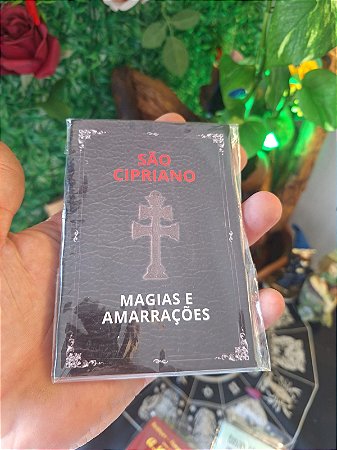 SÃO
CIPRIANO
MAGIAS E
AMARRAÇÕES